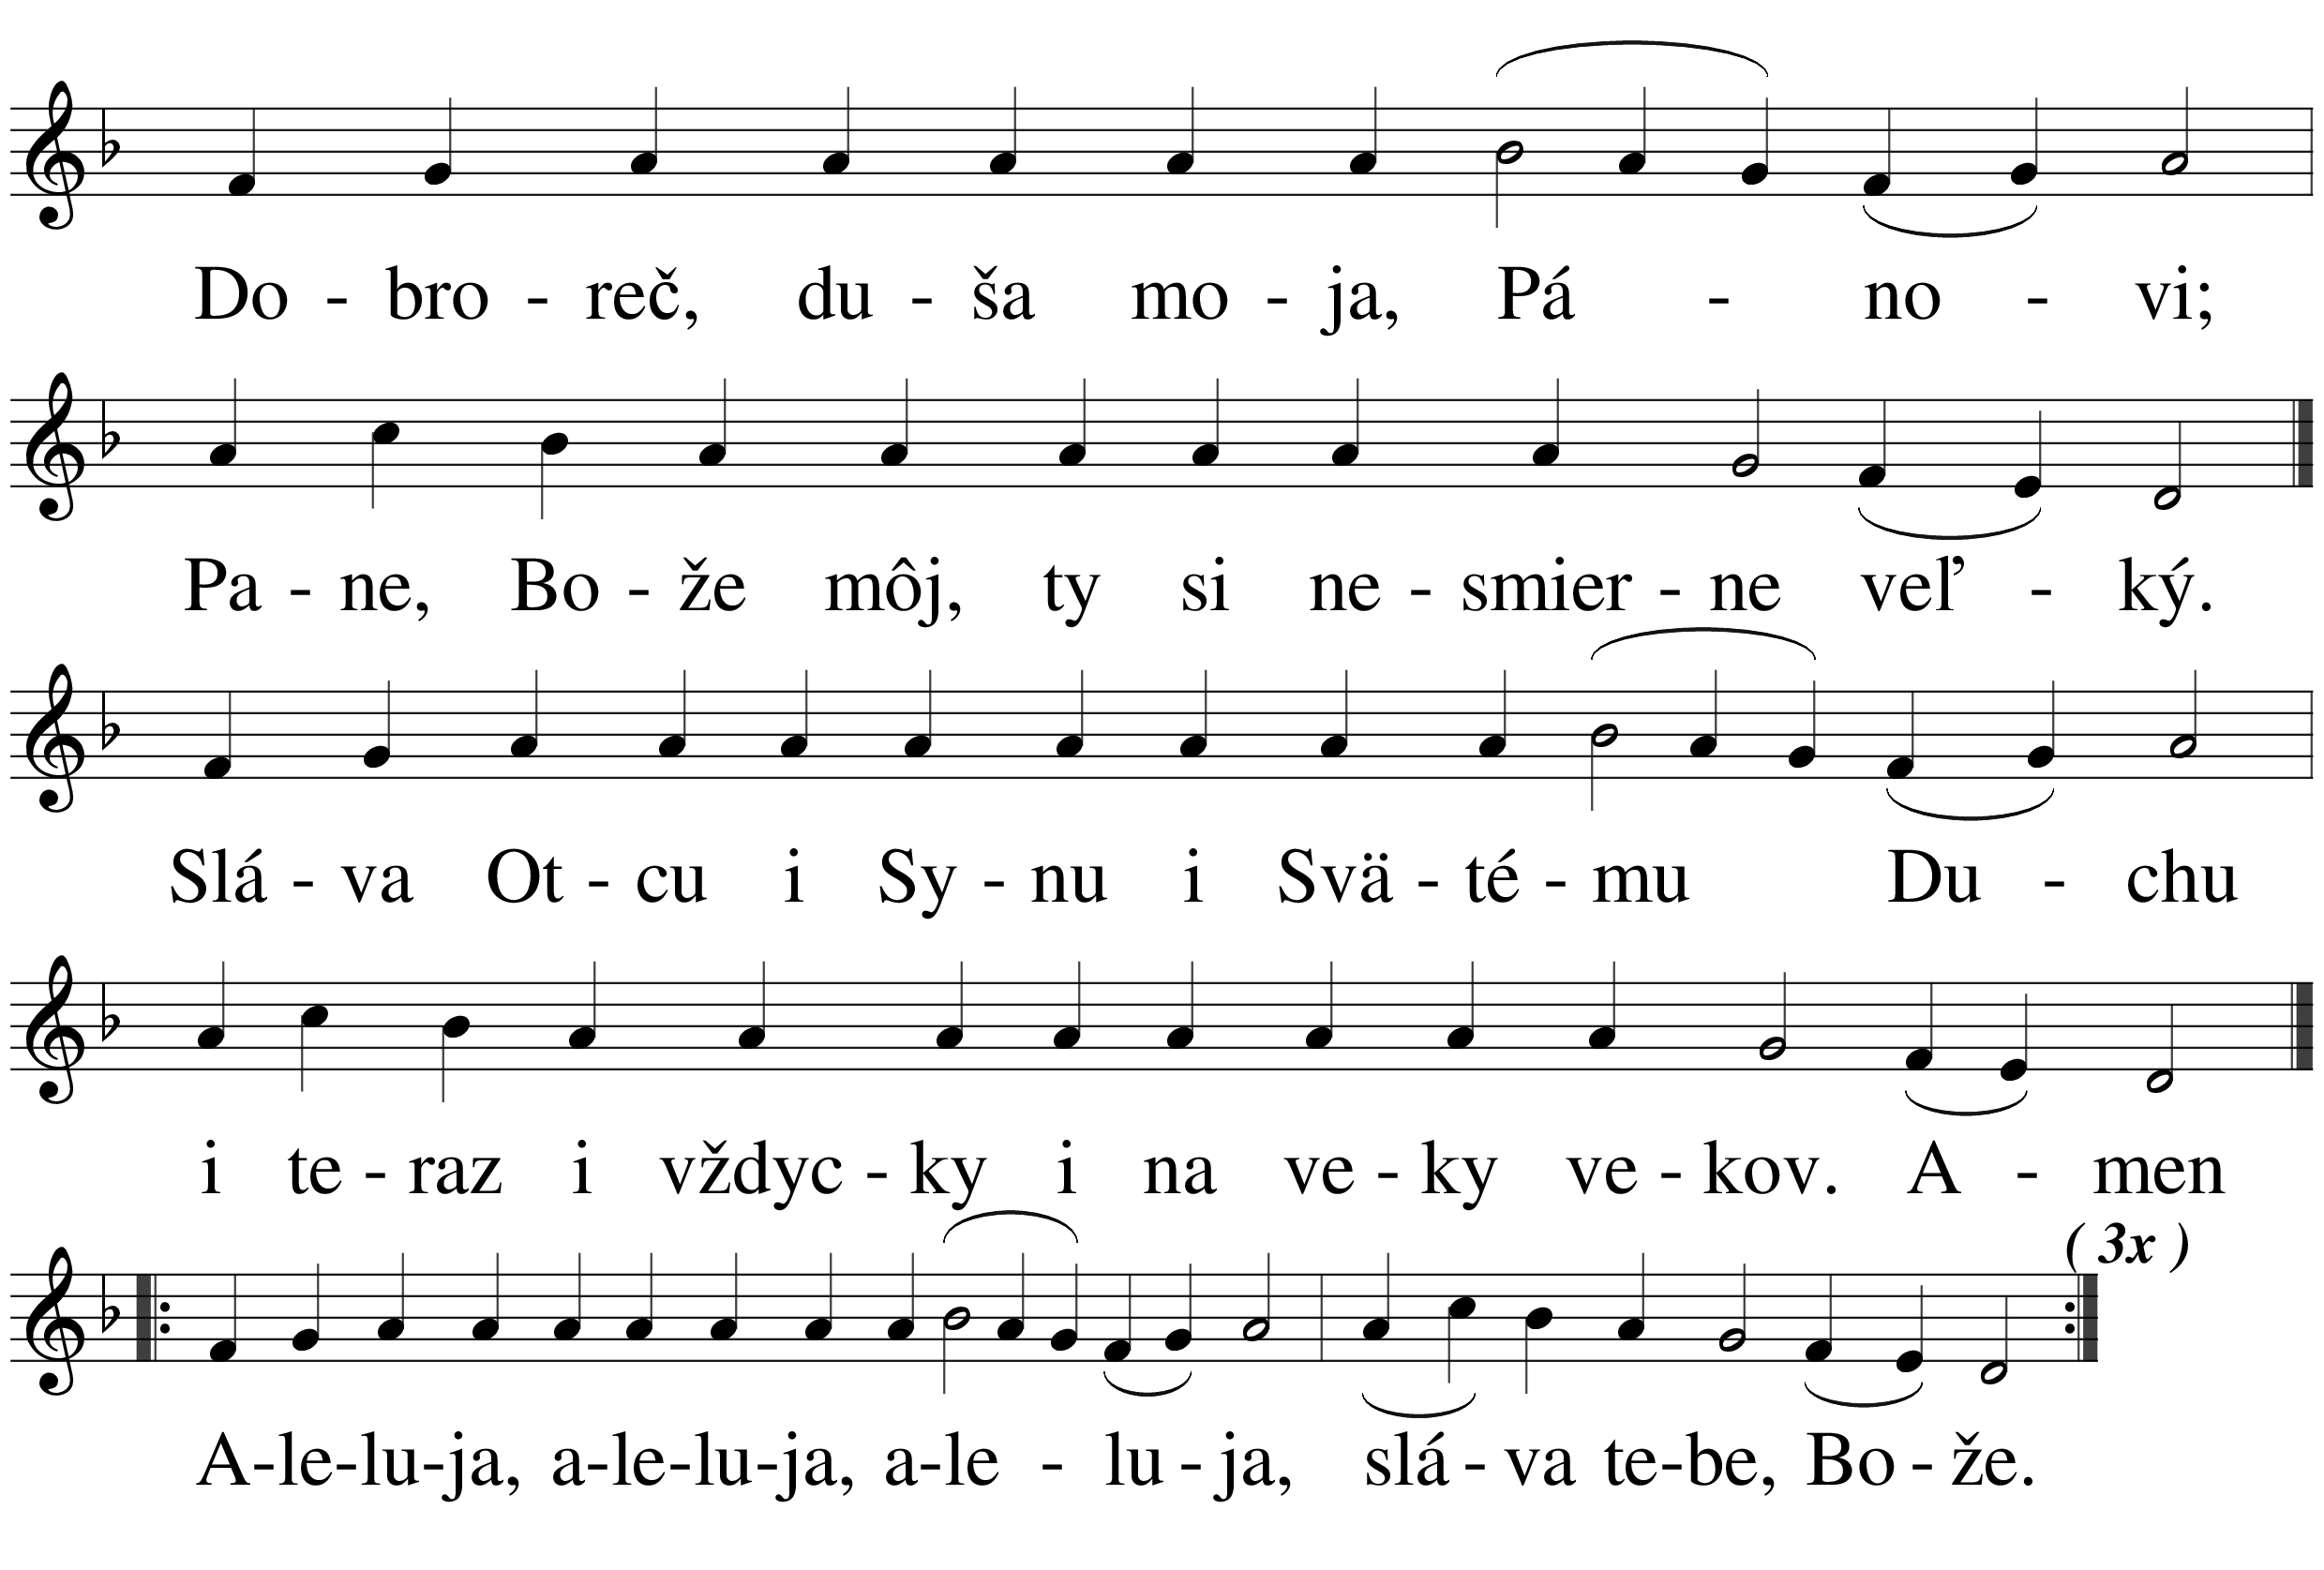 Do - bro - reč, du - ša mo - ja, Pá - no - vi;
Pa - ne, Bo - že môj, ty si ne - smier - ne veľ - ký.
Slá - va Ot - cu i Sy - nu i Svä - té - mu Du - chu
i te - raz i vždyc - ky i na ve - ky ve - kov. A - men
( 3x )
A-le-lu-ja, a-le-lu-ja, a-le - lu - ja, slá - va te-be, Bo - že.